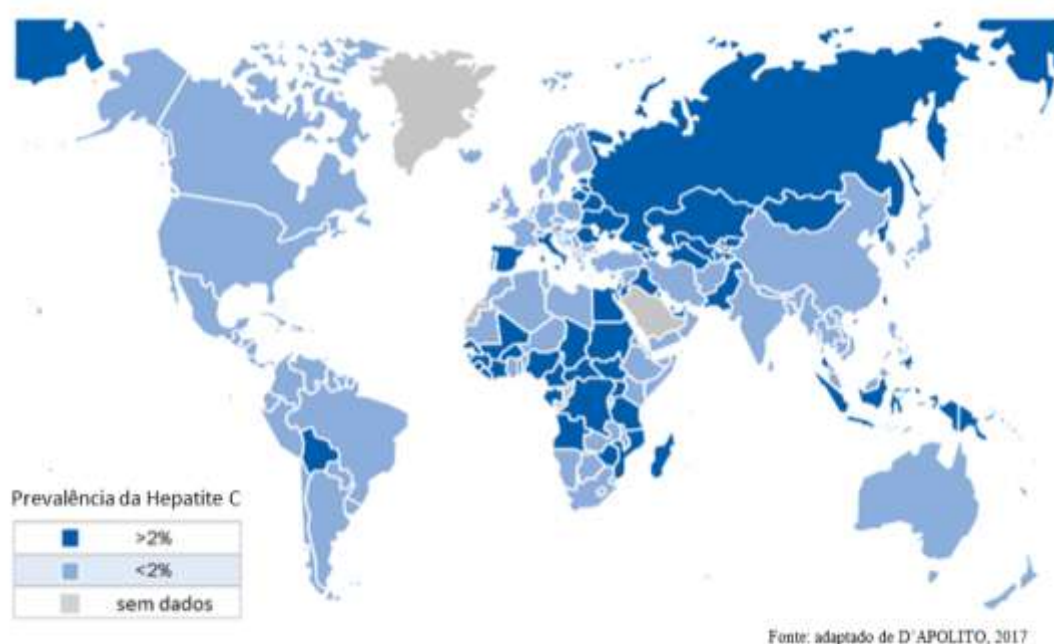 Prevalência da Hepatite C
>2%
<2%
sem dados
Fonte: adaptado de D´APOLITO, 2017